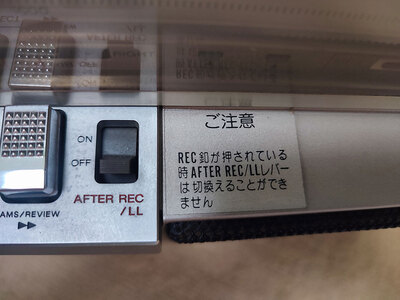 ON
OFF
AFTER REC
/LL
AMS/REVIEW
ご注意
REC釦が押されている
時AFTER REC/LLレバー
は切換えることができ
ません